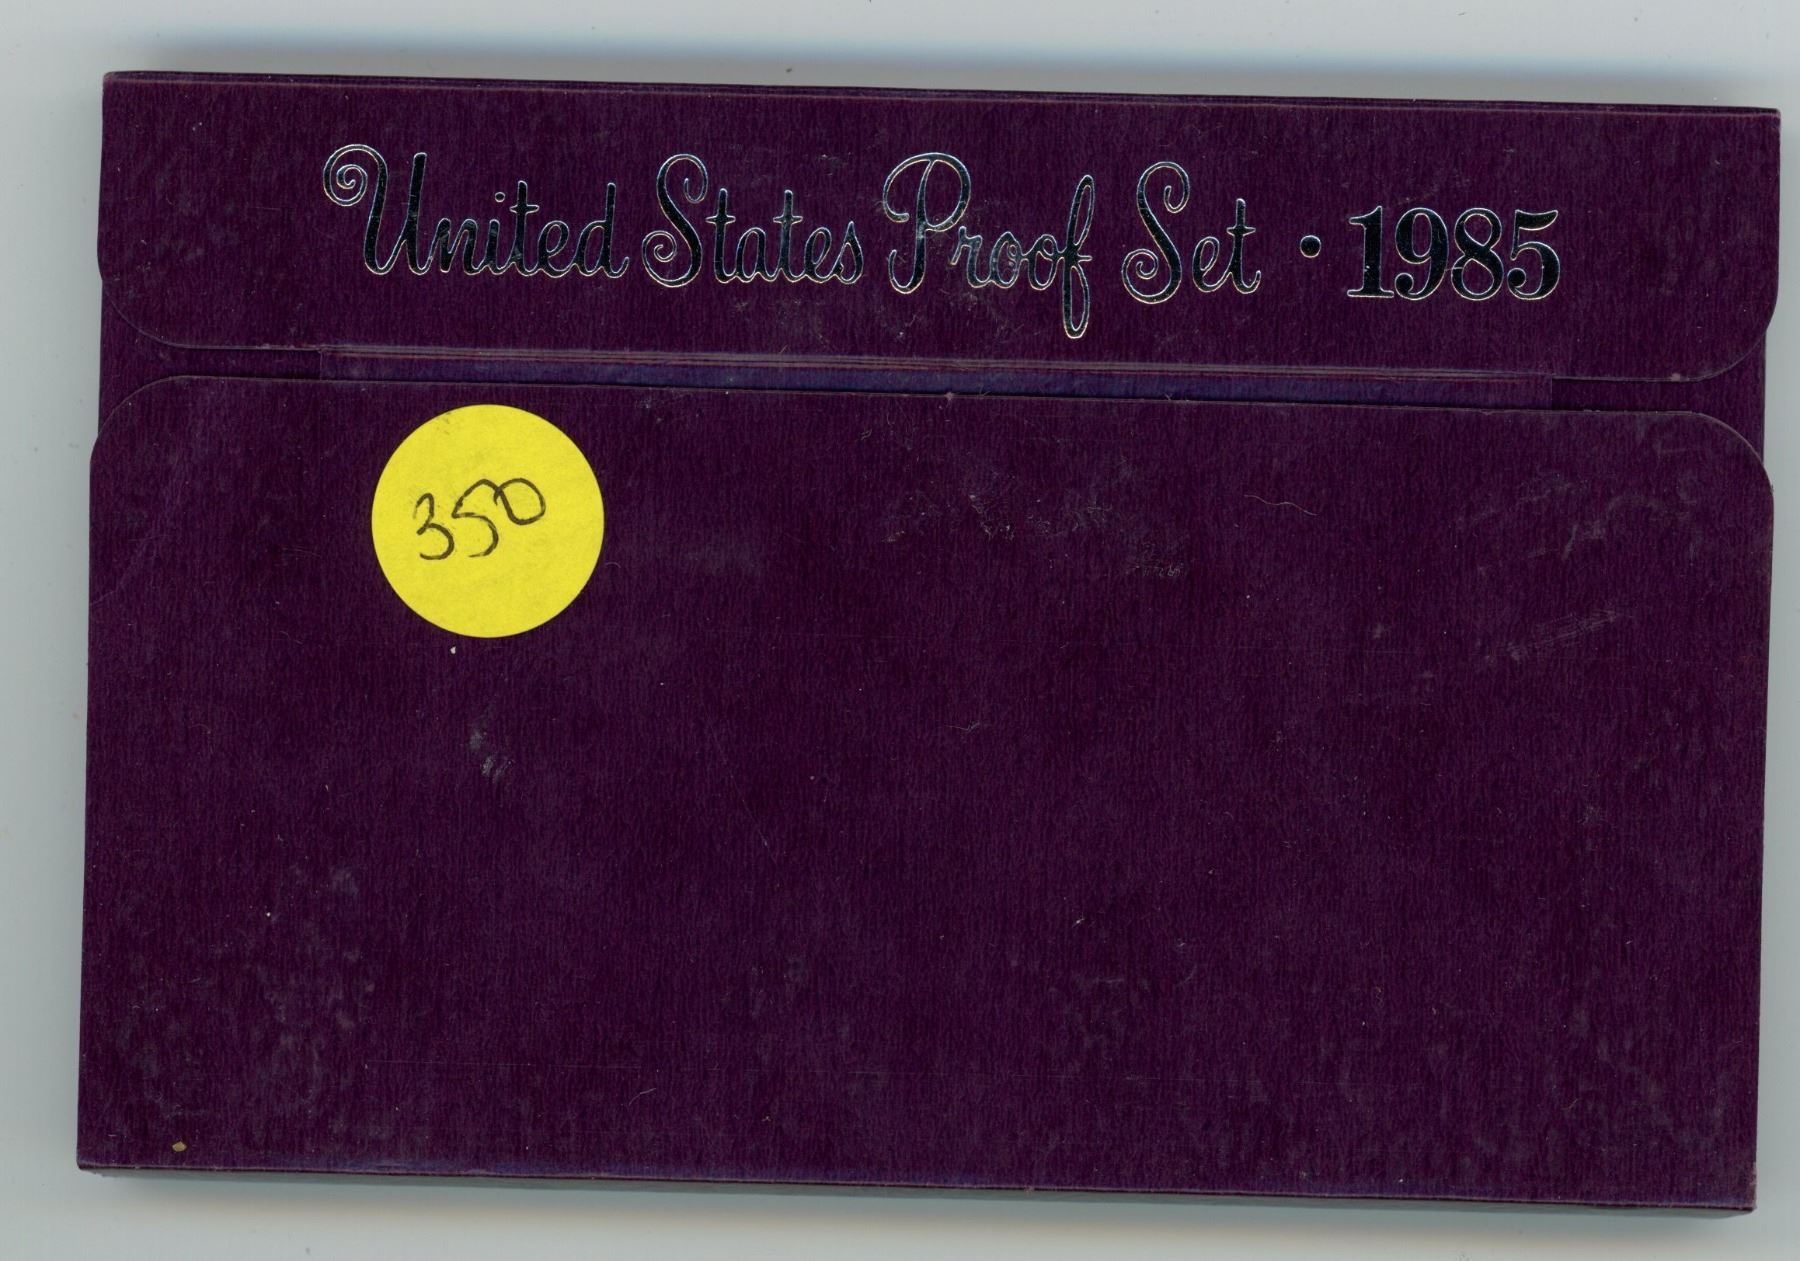 United States Proof Set · 1985
350